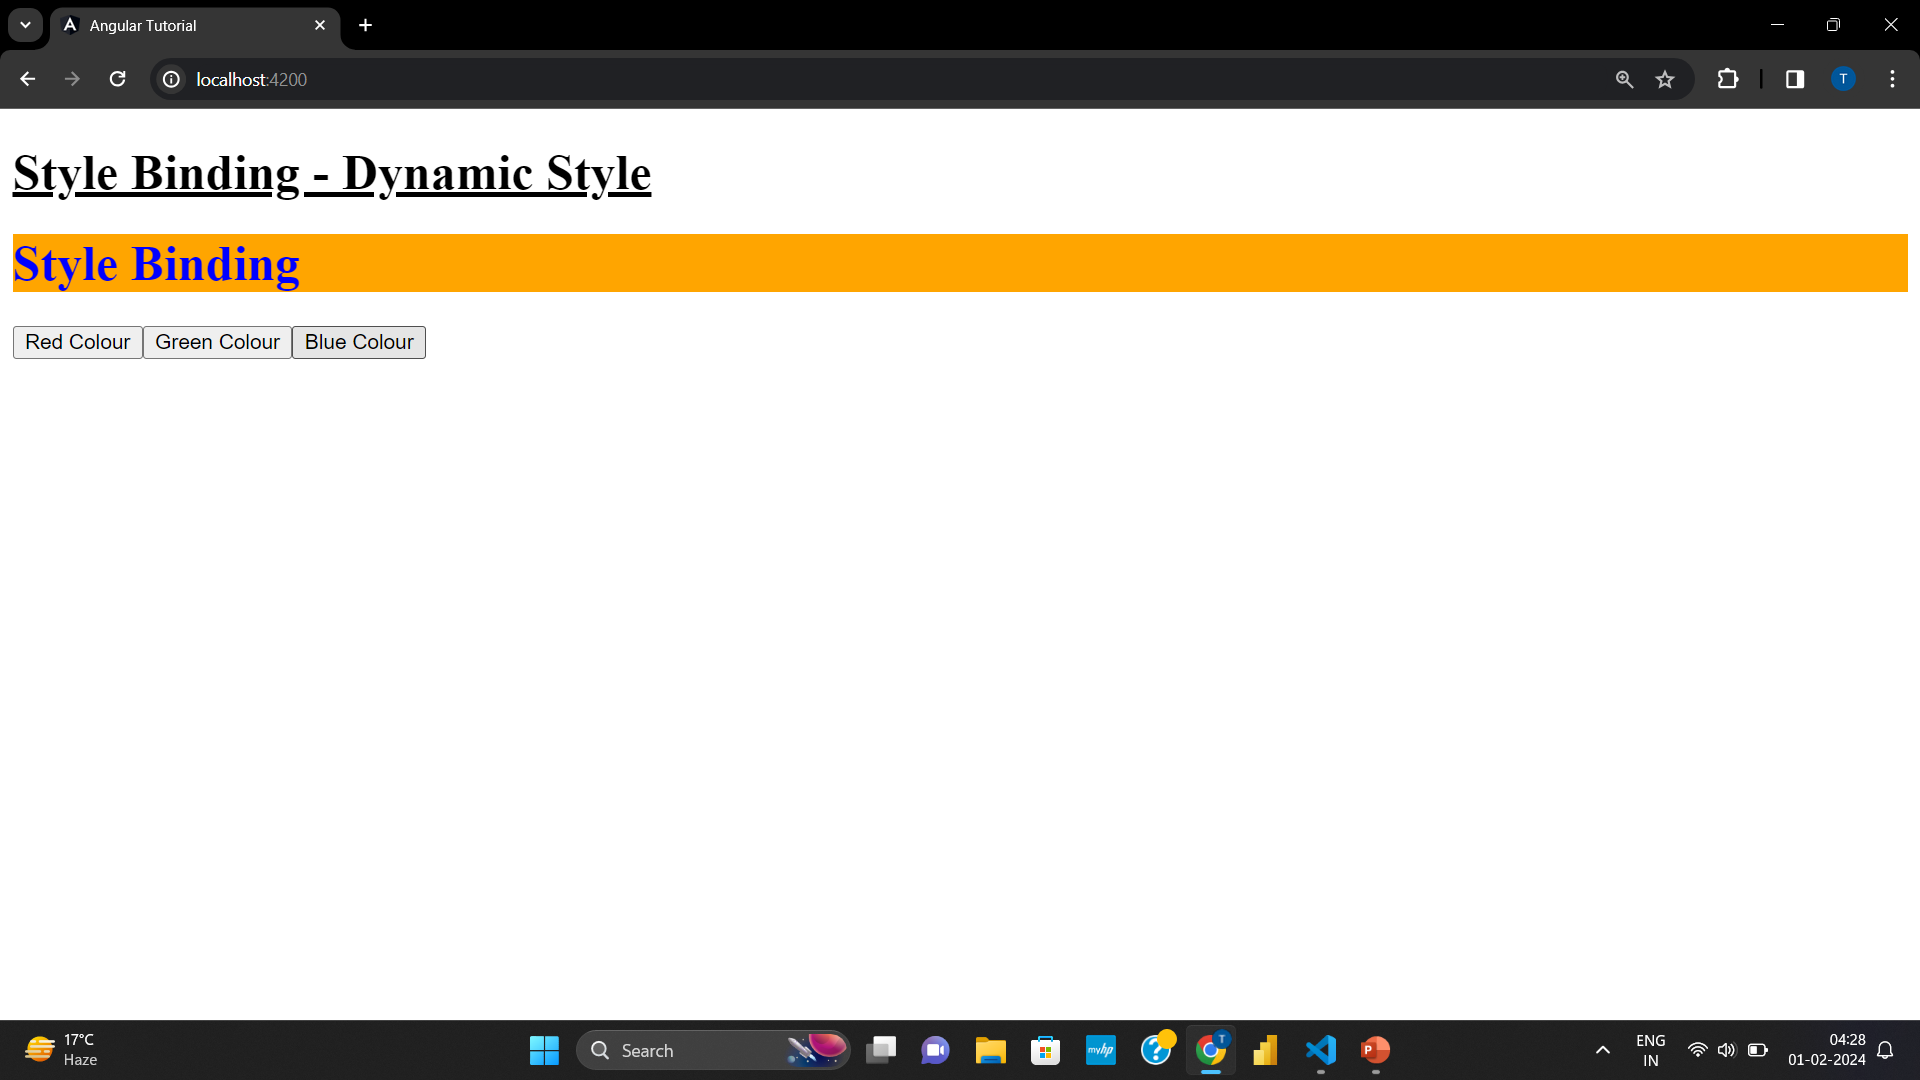 Angular Tutorial
localhost:4200
T
Style Binding - Dynamic Style
Style Binding
Red Colour
Green Colour
Blue Colour
17°C
Haze
Search
myhp
T
P
ENG
IN
04:28
01-02-2024